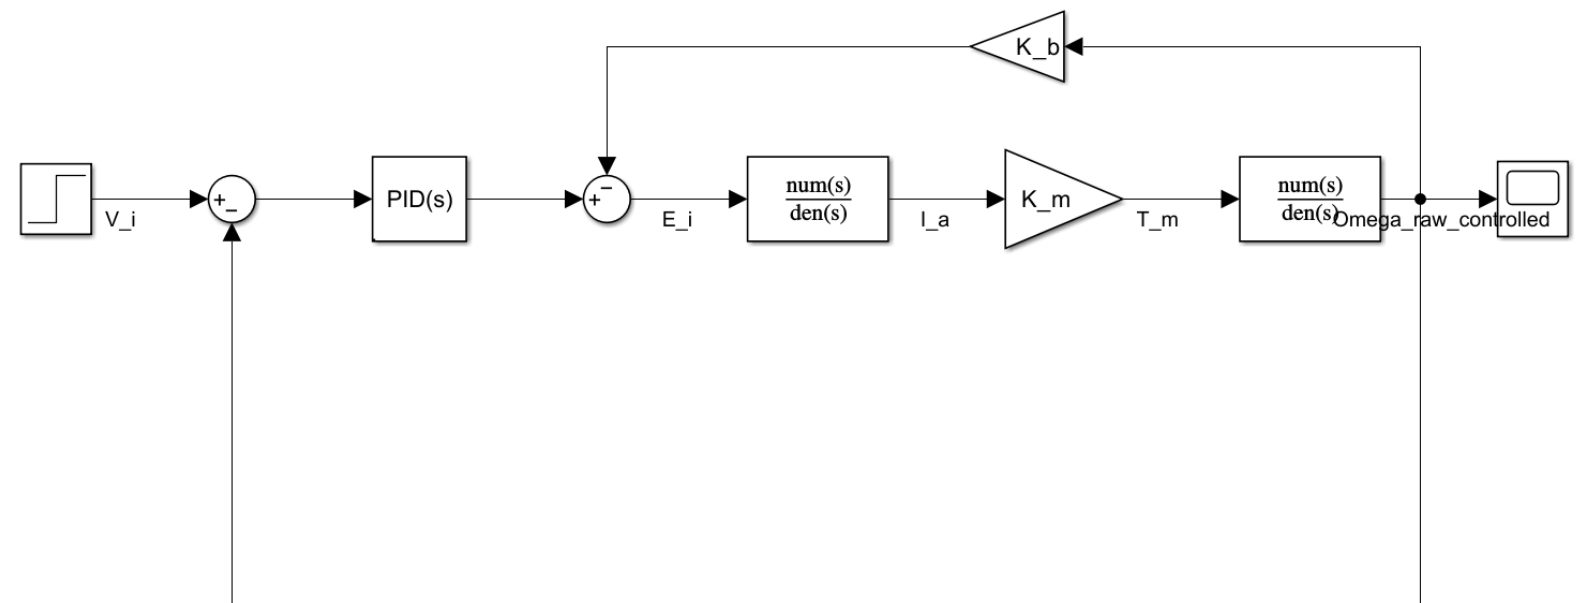 K_b
V_i
+
−
PID(s)
−
+
E_i
num(s)
den(s)
I_a
K_m
T_m
num(s)
den(s)
Omega_raw_controlled